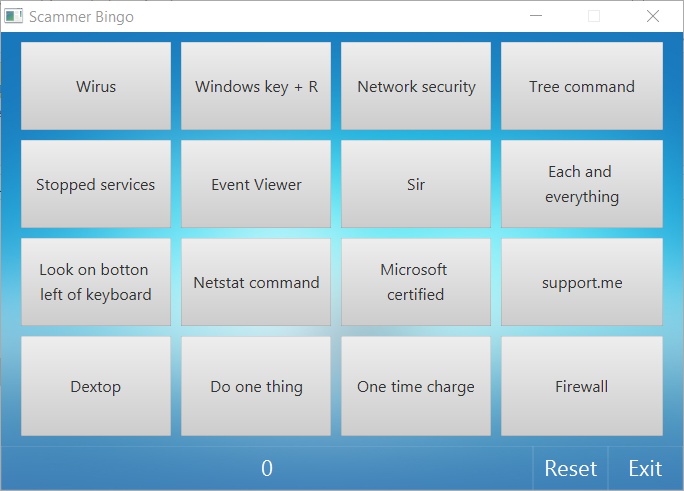 Scammer Bingo
Wirus
Windows key + R
Network security
Tree command
Stopped services
Event Viewer
Sir
Each and
everything
Look on botton
left of keyboard
Netstat command
Microsoft
certified
support.me
Dextop
Do one thing
One time charge
Firewall
0
Reset
Exit